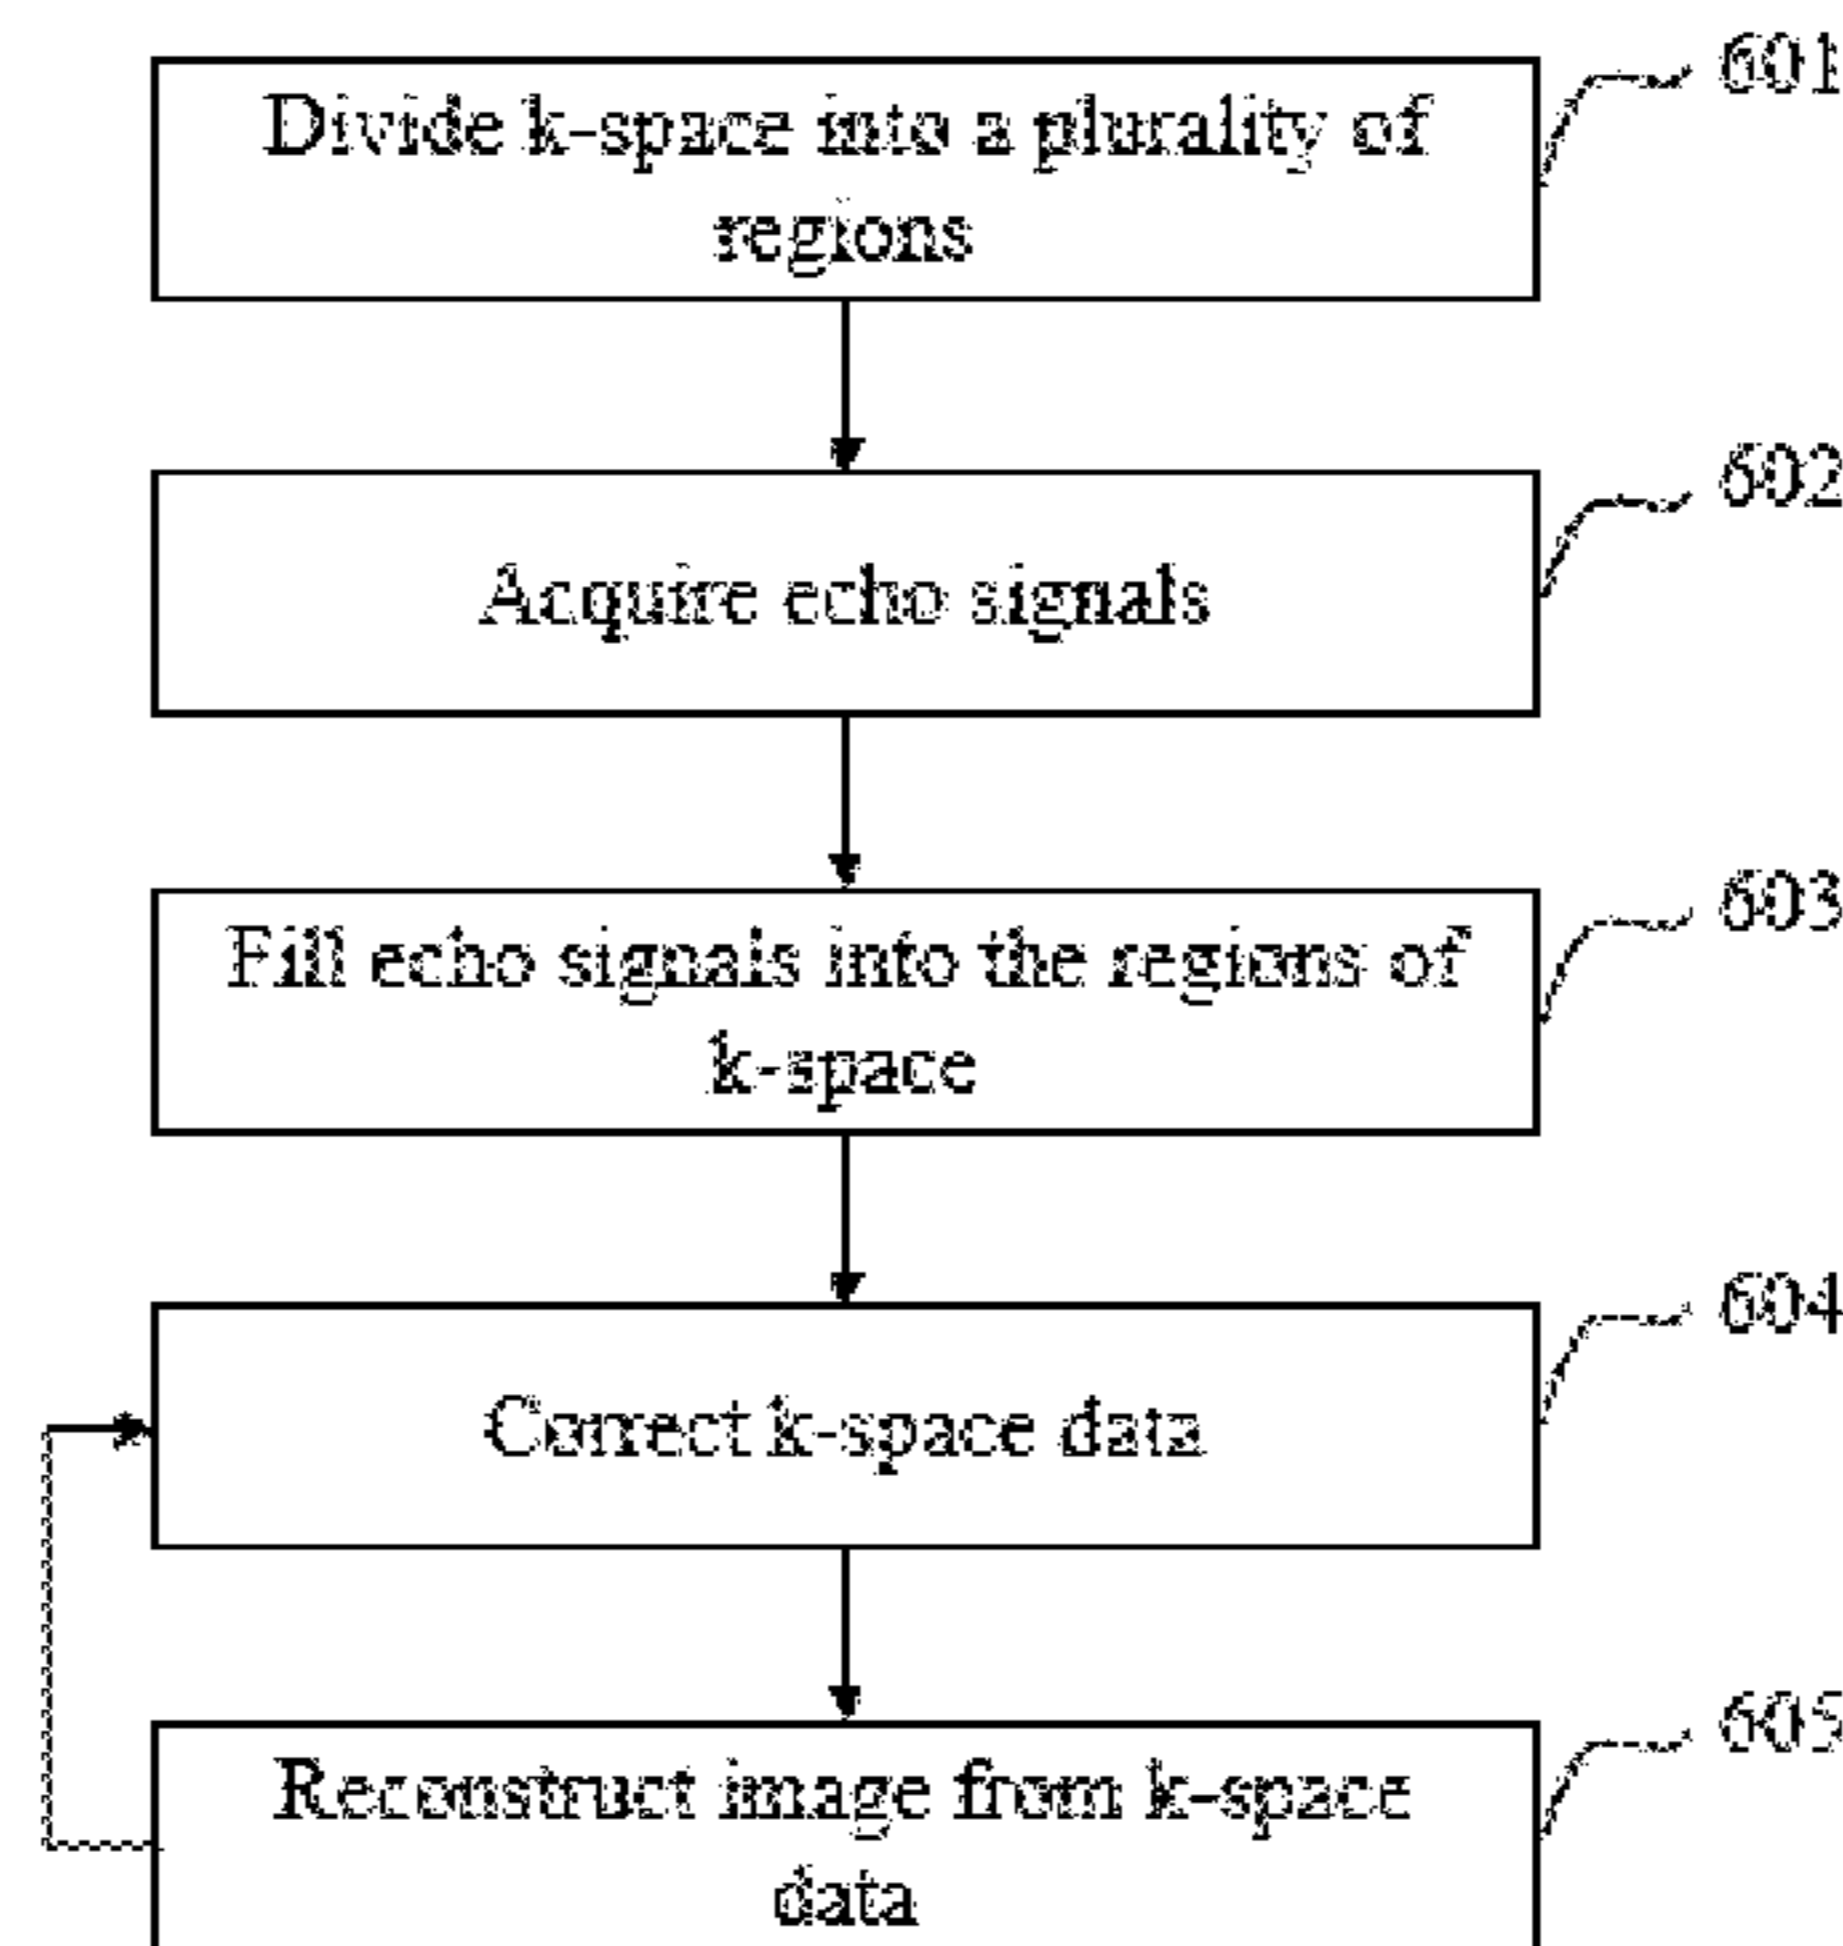 601
Divide k-space into a plurality of
regions
602
Acquire echo signals
603
Fill echo signals into the regions of
k-space
604
Correct k-space data
605
Reconstruct image from k-space
data